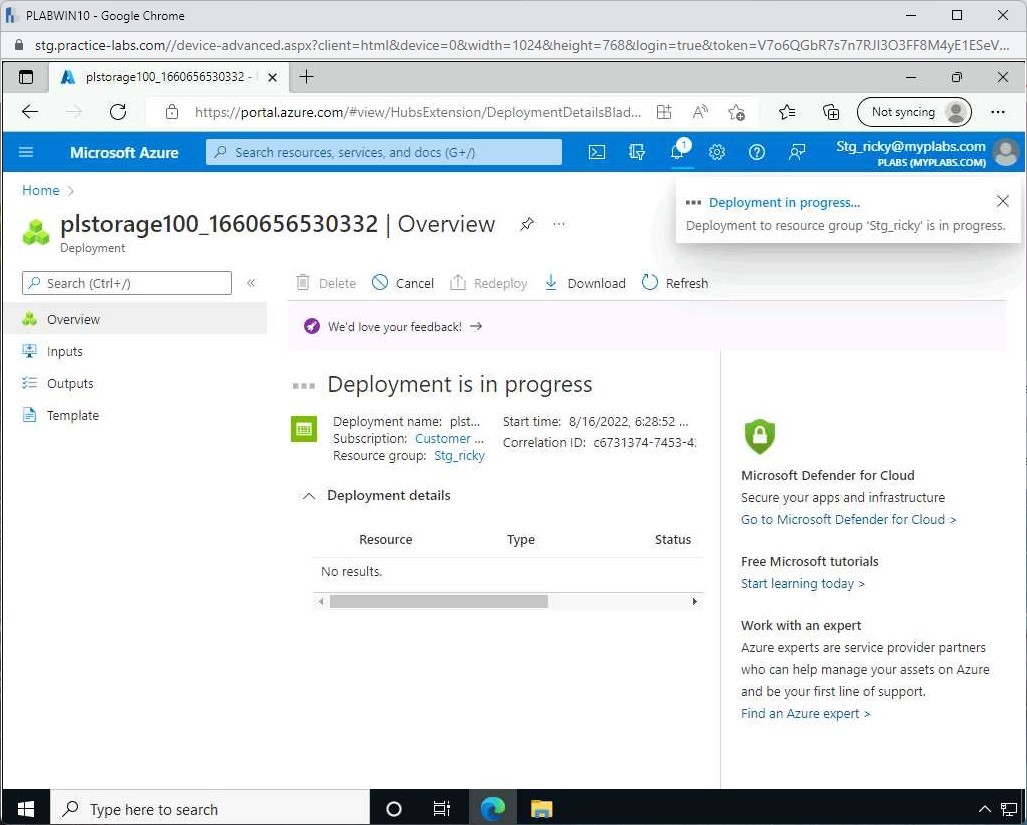 PLABWIN10 - Google Chrome
stg.practice-labs.com//device-advanced.aspx?client=html&device=0&width=1024&height=768&login=true&token=V7o6QGbR7s7n7RJI3O3FF8M4yE1ESeV...
plstorage100_1660656530332 -
https://portal.azure.com/#view/HubsExtension/DeploymentDetailsBlad...
Not syncing
Microsoft Azure
Search resources, services, and docs (G+/)
1
Stg_ricky@myplabs.com
PLABS (MYPLABS.COM)
Home
Deployment in progress...
Deployment to resource group 'Stg_ricky' is in progress.
plstorage100_1660656530332 | Overview
Deployment
Search (Ctrl+/)
Delete
Cancel
Redeploy
Download
Refresh
Overview
Inputs
Outputs
Template
We'd love your feedback!
Deployment is in progress
Deployment name: plst...
Subscription: Customer ...
Resource group: Stg_ricky
Start time: 8/16/2022, 6:28:52 ...
Correlation ID: c6731374-7453-4
Deployment details
Resource
Type
Status
No results.
Microsoft Defender for Cloud
Secure your apps and infrastructure
Go to Microsoft Defender for Cloud >
Free Microsoft tutorials
Start learning today >
Work with an expert
Azure experts are service provider partners
who can help manage your assets on Azure
and be your first line of support.
Find an Azure expert >
Type here to search